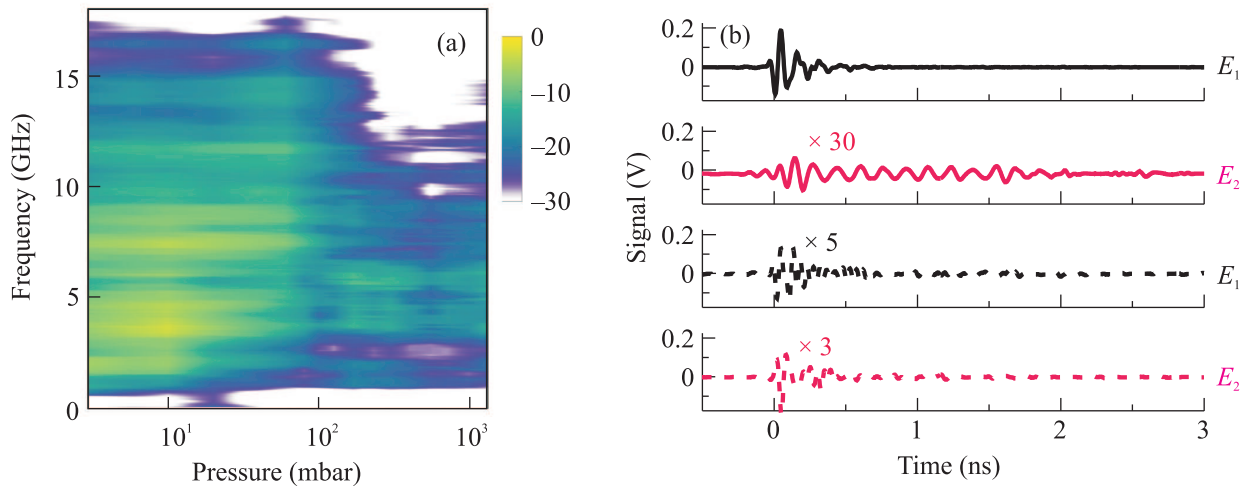 (a)
Frequency (GHz)
15
10
5
0
10¹
10²
10³
Pressure (mbar)
0
–10
–20
–30
(b)
Signal (V)
0.2
0
E₁
0.2
× 30
0
E₂
0.2
× 5
0
E₁
0.2
× 3
0
E₂
0
1
2
3
Time (ns)